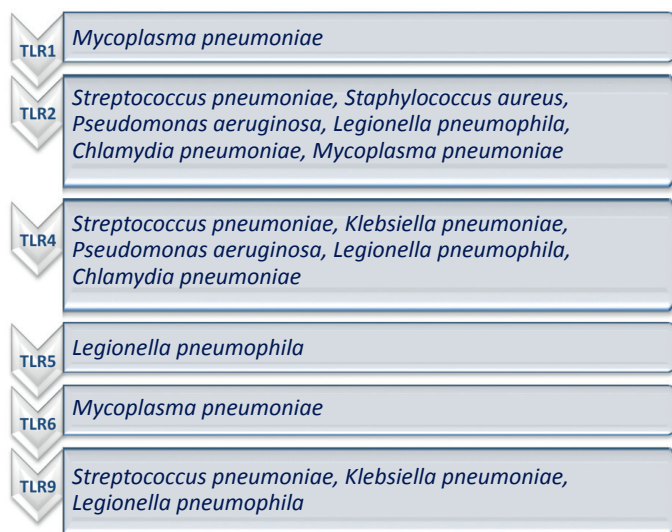 TLR1
Mycoplasma pneumoniae
TLR2
Streptococcus pneumoniae, Staphylococcus aureus,
Pseudomonas aeruginosa, Legionella pneumophila,
Chlamydia pneumoniae, Mycoplasma pneumoniae
TLR4
Streptococcus pneumoniae, Klebsiella pneumoniae,
Pseudomonas aeruginosa, Legionella pneumophila,
Chlamydia pneumoniae
TLR5
Legionella pneumophila
TLR6
Mycoplasma pneumoniae
TLR9
Streptococcus pneumoniae, Klebsiella pneumoniae,
Legionella pneumophila